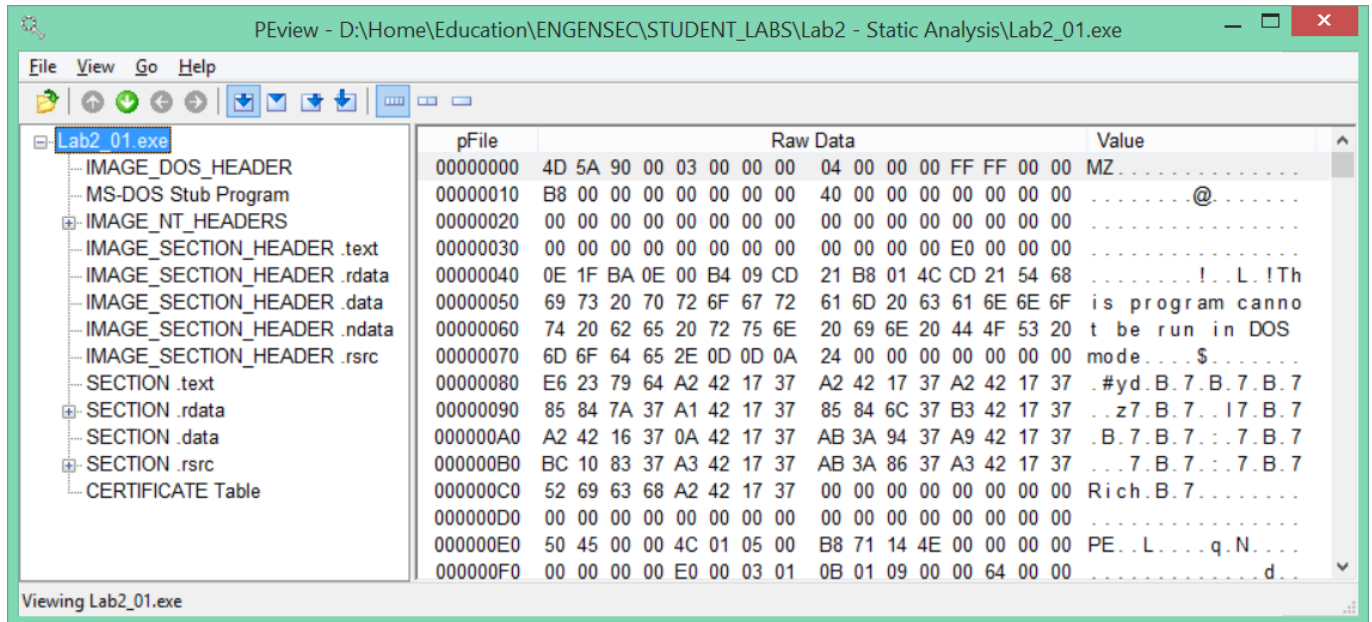 PEview - D:\Home\Education\ENGENSEC\STUDENT_LABS\Lab2 - Static Analysis\Lab2_01.exe
File View Go Help
Lab2_01.exe
IMAGE_DOS_HEADER
MS-DOS Stub Program
IMAGE_NT_HEADERS
IMAGE_SECTION_HEADER .text
IMAGE_SECTION_HEADER .rdata
IMAGE_SECTION_HEADER .data
IMAGE_SECTION_HEADER .ndata
IMAGE_SECTION_HEADER .rsrc
SECTION .text
SECTION .rdata
SECTION .data
SECTION .rsrc
CERTIFICATE Table
pFile Raw Data Value
00000000 4D 5A 90 00 03 00 00 00 04 00 00 00 FF FF 00 00 MZ..............
00000010 B8 00 00 00 00 00 00 00 40 00 00 00 00 00 00 00 ........@.......
00000020 00 00 00 00 00 00 00 00 00 00 00 00 00 00 00 00 ................
00000030 00 00 00 00 00 00 00 00 00 00 00 00 E0 00 00 00 ................
00000040 0E 1F BA 0E 00 B4 09 CD 21 B8 01 4C CD 21 54 68 ........!..L.!Th
00000050 69 73 20 70 72 6F 67 72 61 6D 20 63 61 6E 6E 6F is program canno
00000060 74 20 62 65 20 72 75 6E 20 69 6E 20 44 4F 53 20 t be run in DOS
00000070 6D 6F 64 65 2E 0D 0D 0A 24 00 00 00 00 00 00 00 mode....$.......
00000080 E6 23 79 64 A2 42 17 37 A2 42 17 37 A2 42 17 37 .#yd.B.7.B.7.B.7
00000090 85 84 7A 37 A1 42 17 37 85 84 6C 37 B3 42 17 37 ..z7.B.7..l7.B.7
000000A0 A2 42 16 37 0A 42 17 37 AB 3A 94 37 A9 42 17 37 .B.7.B.7.:.7.B.7
000000B0 BC 10 83 37 A3 42 17 37 AB 3A 86 37 A3 42 17 37 ...7.B.7.:.7.B.7
000000C0 52 69 63 68 A2 42 17 37 00 00 00 00 00 00 00 00 Rich.B.7........
000000D0 00 00 00 00 00 00 00 00 00 00 00 00 00 00 00 00 ................
000000E0 50 45 00 00 4C 01 05 00 B8 71 14 4E 00 00 00 00 PE..L....q.N....
000000F0 00 00 00 00 E0 00 03 01 0B 01 09 00 00 64 00 00 .............d..
Viewing Lab2_01.exe